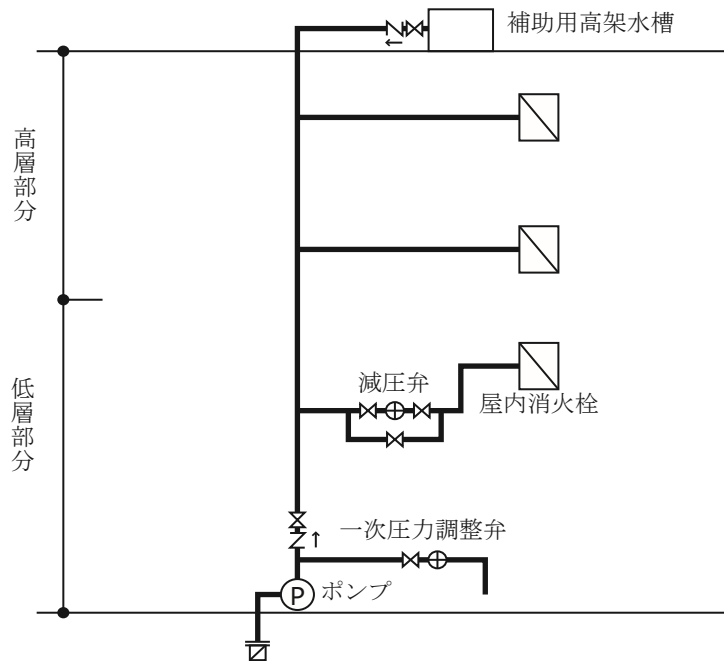 補助用高架水槽
高層部分
減圧弁
屋内消火栓
低層部分
一次圧力調整弁
P
ポンプ